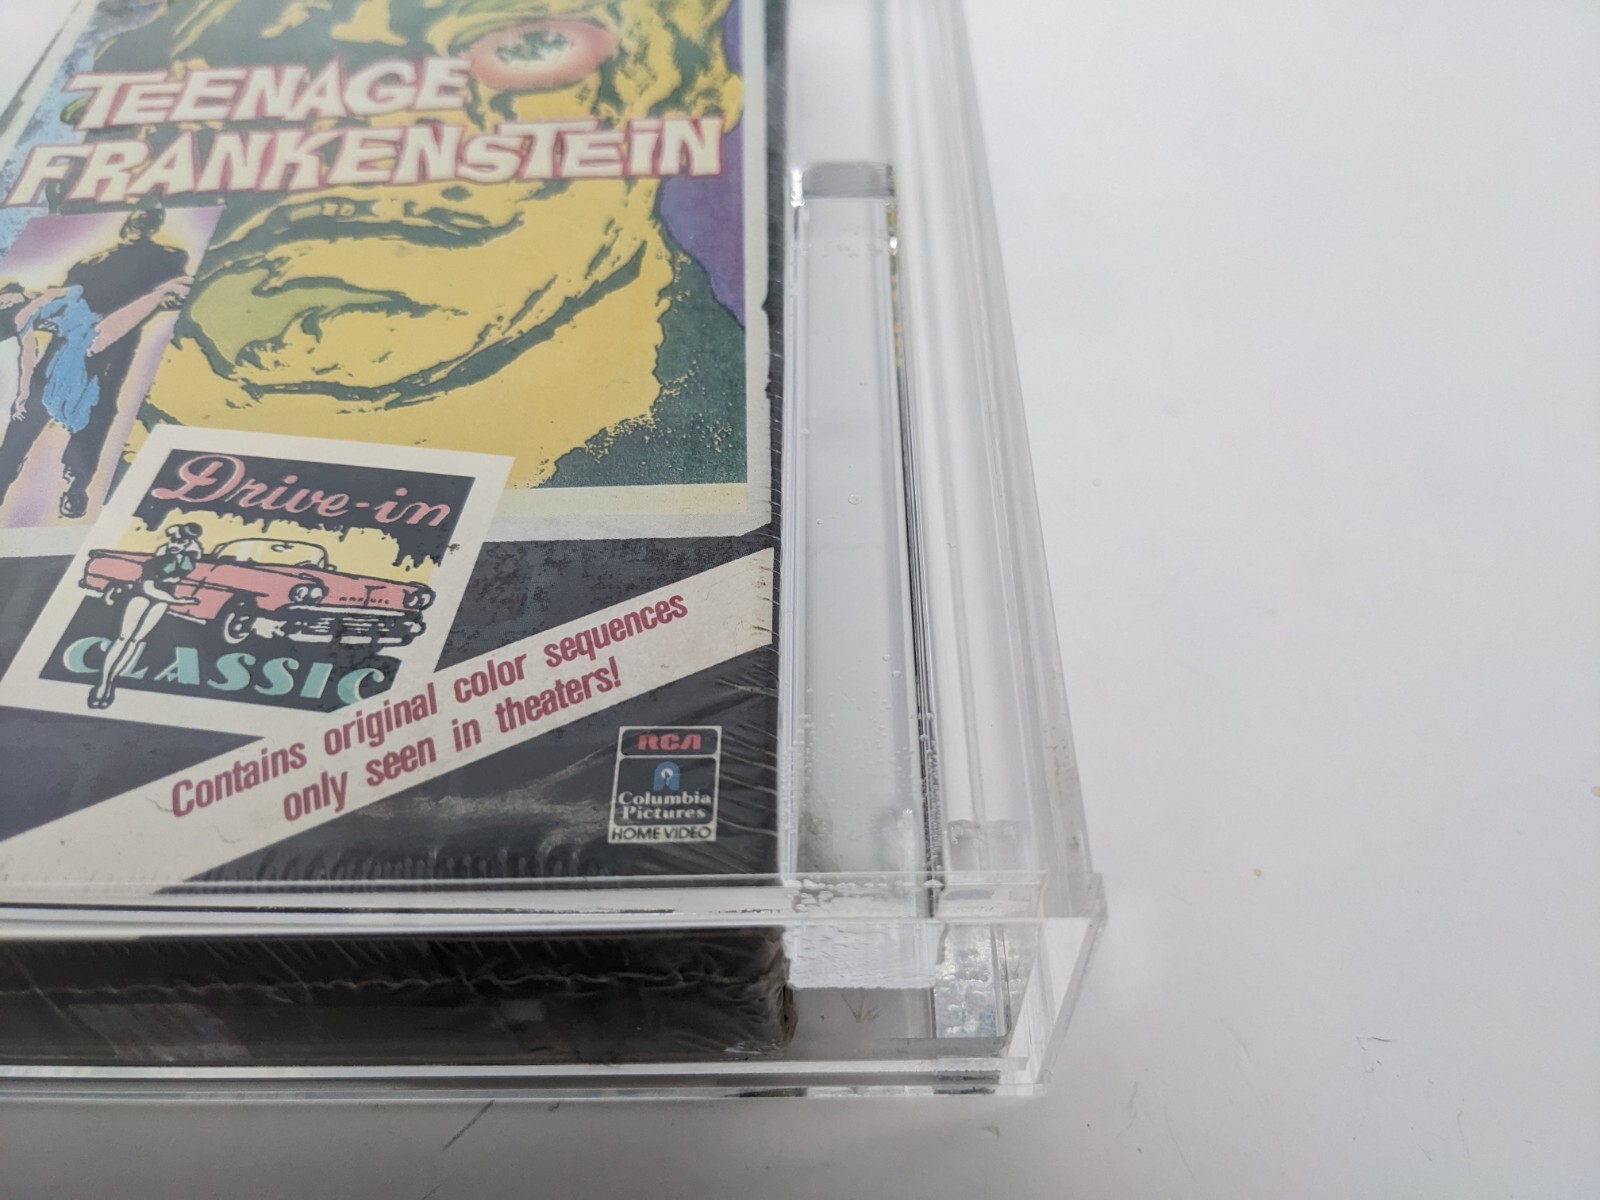 TEENAGE
FRANKENSTEIN
Drive-in
CLASSIC
Contains original color sequences
only seen in theaters!
RCA
Columbia
Pictures
HOME VIDEO